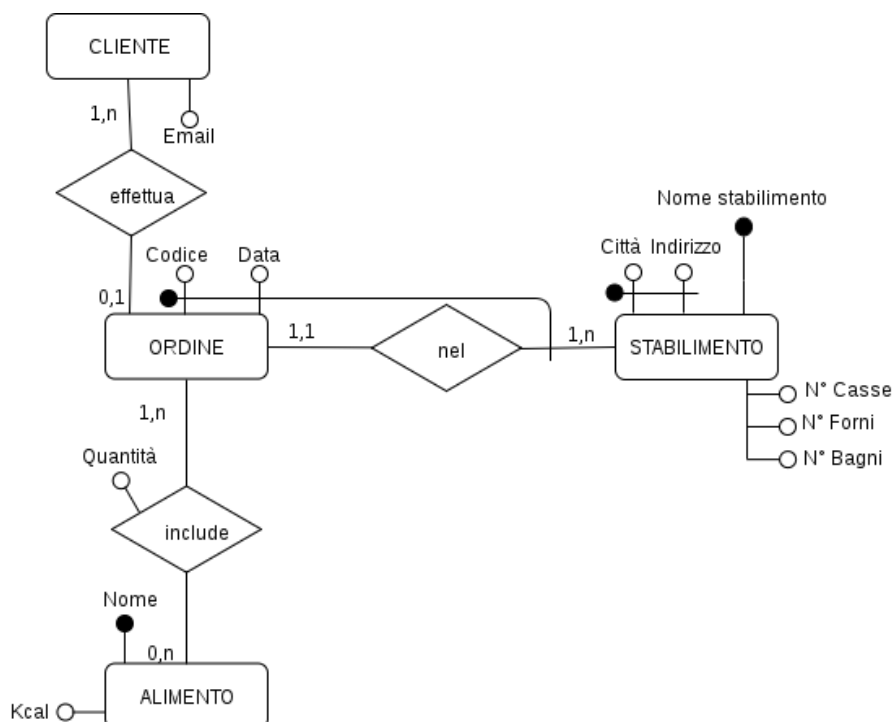 CLIENTE
1,n
Email
effettua
Nome stabilimento
Codice
Data
Città
Indirizzo
0,1
ORDINE
1,1
nel
1,n
STABILIMENTO
N° Casse
N° Forni
N° Bagni
1,n
Quantità
include
Nome
0,n
ALIMENTO
Kcal